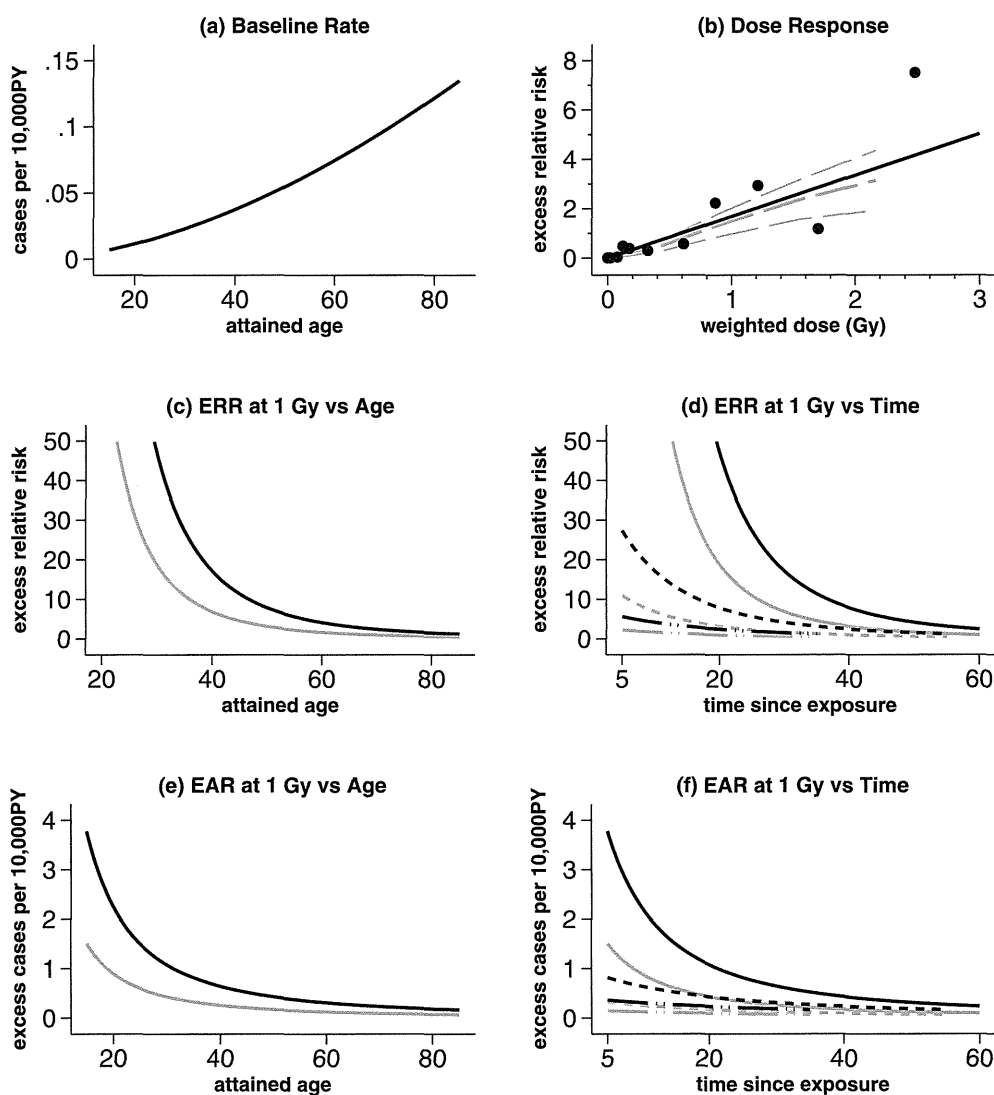 (a) Baseline Rate
cases per 10,000PY
.15
.1
.05
0
20 40 60 80
attained age
(b) Dose Response
excess relative risk
8
6
4
2
0
0 1 2 3
weighted dose (Gy)
(c) ERR at 1 Gy vs Age
excess relative risk
50
40
30
20
10
0
20 40 60 80
attained age
(d) ERR at 1 Gy vs Time
excess relative risk
50
40
30
20
10
0
5 20 40 60
time since exposure
(e) EAR at 1 Gy vs Age
excess cases per 10,000PY
4
3
2
1
0
20 40 60 80
attained age
(f) EAR at 1 Gy vs Time
excess cases per 10,000PY
4
3
2
1
0
5 20 40 60
time since exposure